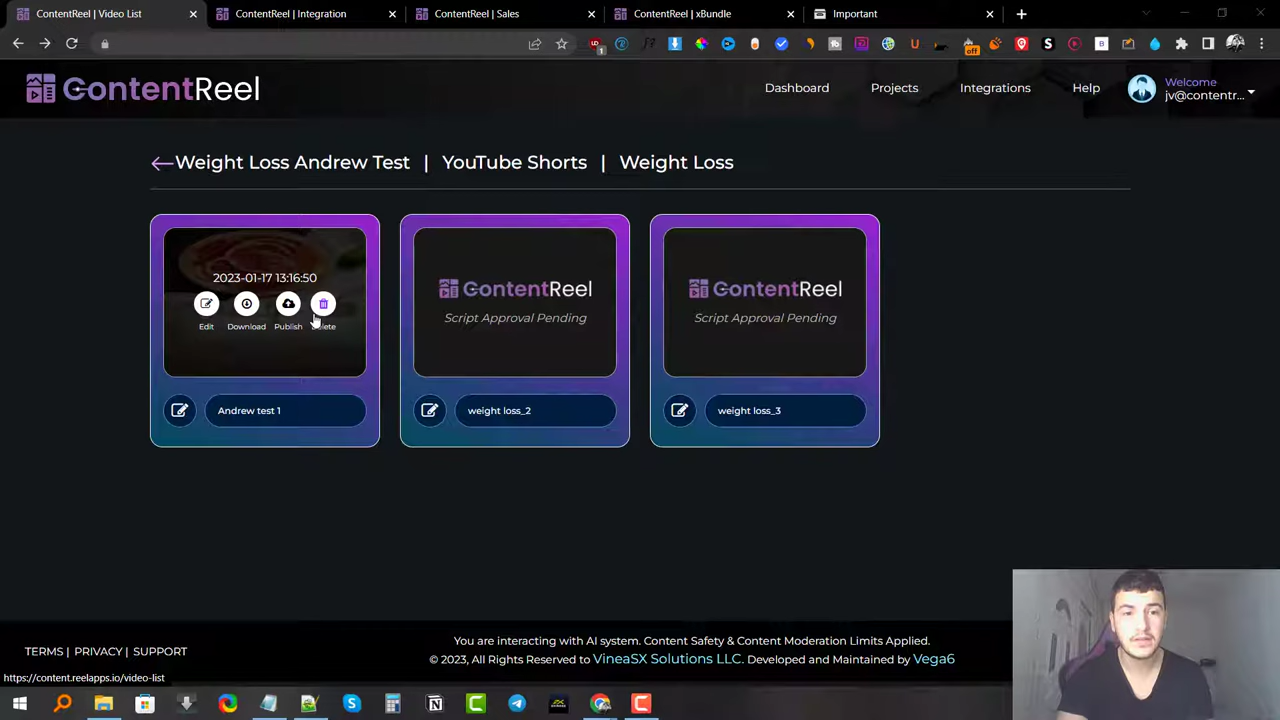 ContentReel | Video List
ContentReel | Integration
ContentReel | Sales
ContentReel | xBundle
Important
1
off
ContentReel
Dashboard
Projects
Integrations
Help
Welcome
jv@contentr...
Weight Loss Andrew Test | YouTube Shorts | Weight Loss
2023-01-17 13:16:50
Edit
Download
Publish
ContentReel
Script Approval Pending
ContentReel
Script Approval Pending
Andrew test 1
weight loss_2
weight loss_3
You are interacting with AI system. Content Safety & Content Moderation Limits Applied.
TERMS | PRIVACY | SUPPORT
© 2023, All Rights Reserved to VineaSX Solutions LLC. Developed and Maintained by Vega6
https://content.reelapps.io/video-list